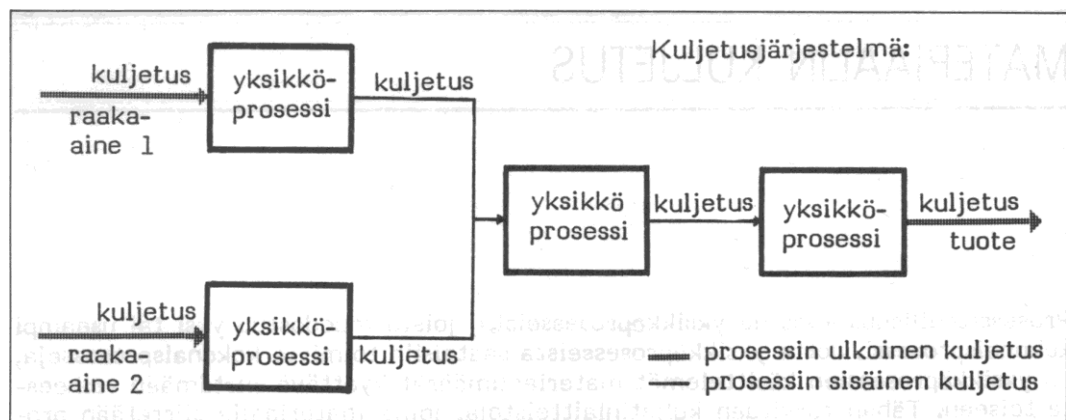 Kuljetusjärjestelmä:
kuljetus
raaka-
aine 1
yksikkö-
prosessi
kuljetus
kuljetus
raaka-
aine 2
yksikkö-
prosessi
kuljetus
yksikkö
prosessi
kuljetus
yksikkö-
prosessi
kuljetus
tuote
prosessin ulkoinen kuljetus
prosessin sisäinen kuljetus